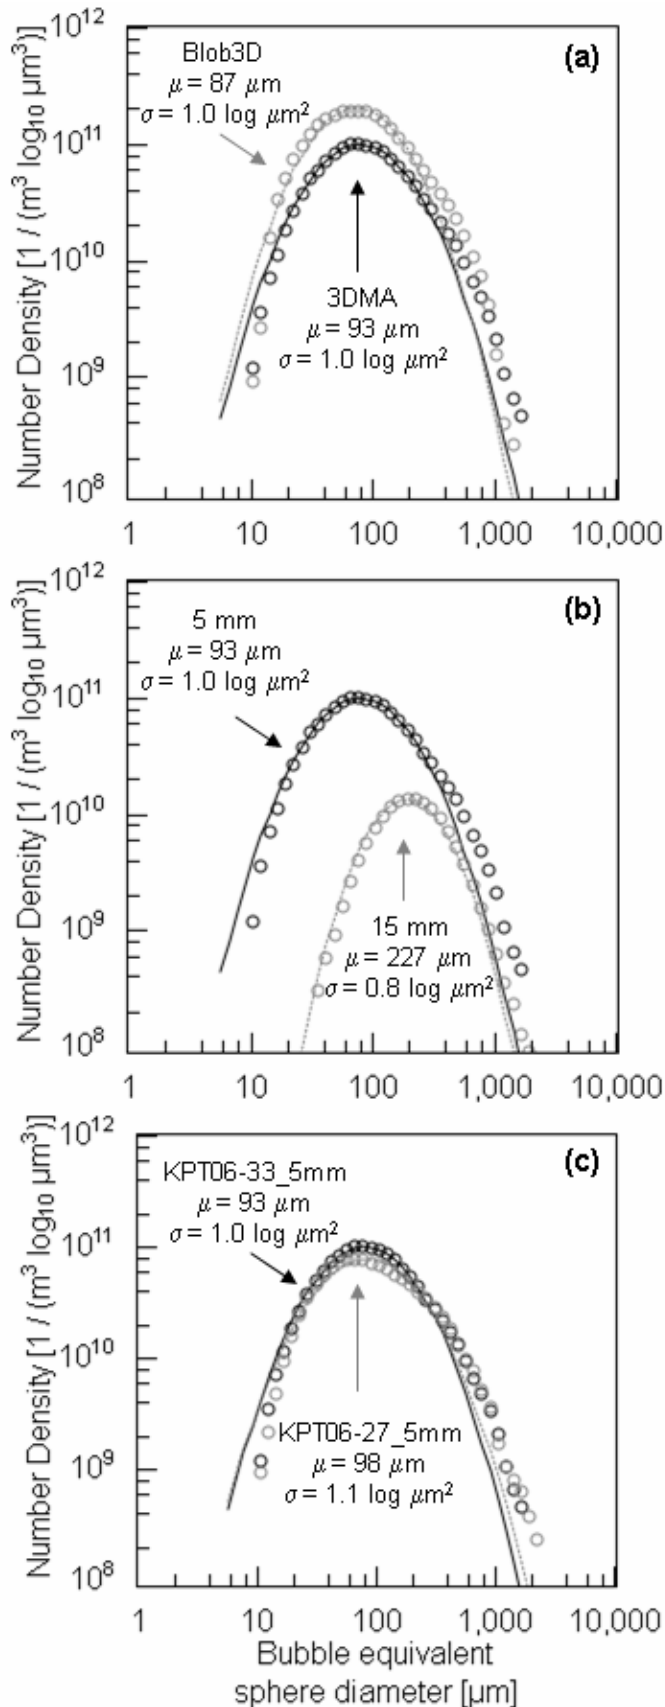 Number Density [1 / (m³ log₁₀ μm³)]
10¹²
10¹¹
10¹⁰
10⁹
10⁸
(a)
Blob3D
μ = 87 μm
σ = 1.0 log μm²
3DMA
μ = 93 μm
σ = 1.0 log μm²
1 10 100 1,000 10,000
Number Density [1 / (m³ log₁₀ μm³)]
10¹²
10¹¹
10¹⁰
10⁹
10⁸
(b)
5 mm
μ = 93 μm
σ = 1.0 log μm²
15 mm
μ = 227 μm
σ = 0.8 log μm²
1 10 100 1,000 10,000
Number Density [1 / (m³ log₁₀ μm³)]
10¹²
10¹¹
10¹⁰
10⁹
10⁸
(c)
KPT06-33_5mm
μ = 93 μm
σ = 1.0 log μm²
KPT06-27_5mm
μ = 98 μm
σ = 1.1 log μm²
1 10 100 1,000 10,000
Bubble equivalent
sphere diameter [μm]